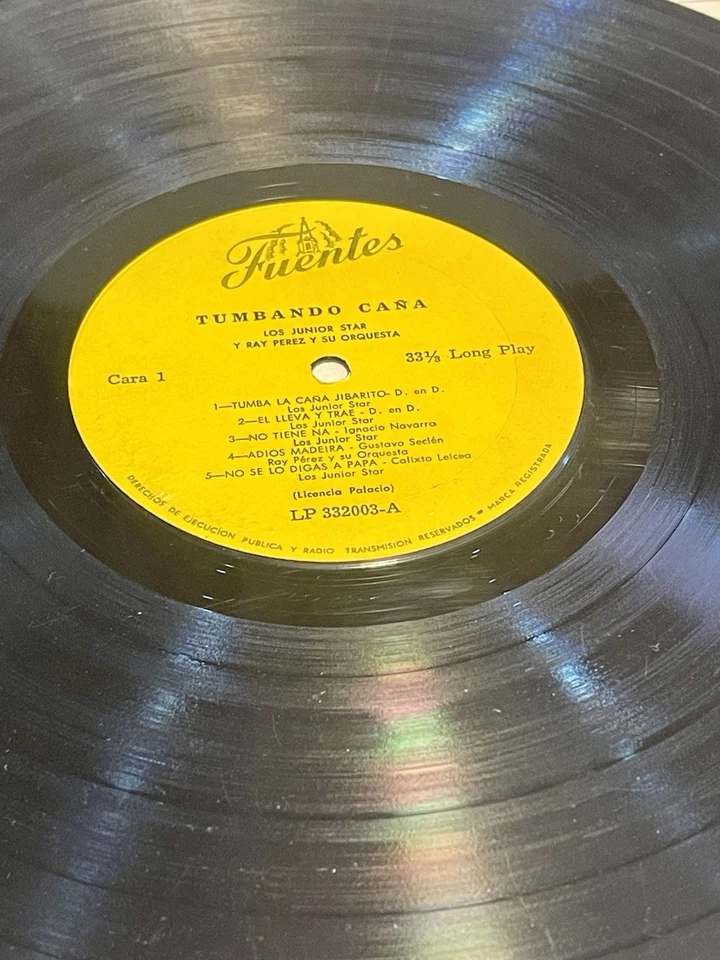 Fuentes
TUMBANDO CAÑA
LOS JUNIOR STAR
Y RAY PEREZ Y SU ORQUESTA
Cara 1
33⅓ Long Play
1—TUMBA LA CAÑA JIBARITO- D. en D.
Los Junior Star
2—EL LLEVA Y TRAE - D. en D.
Los Junior Star
3—NO TIENE NA - Ignacio Navarra
Los Junior Star
4—ADIOS MADEIRA - Gustavo Seclén
Ray Pérez y su Orquesta
5—NO SE LO DIGAS A PAPA - Calixto Leicea
Los Junior Star
(Licencia Palacio)
LP 332003-A
DERECHOS DE EJECUCION PUBLICA Y RADIO TRANSMISION RESERVADOS - MARCA REGISTRADA